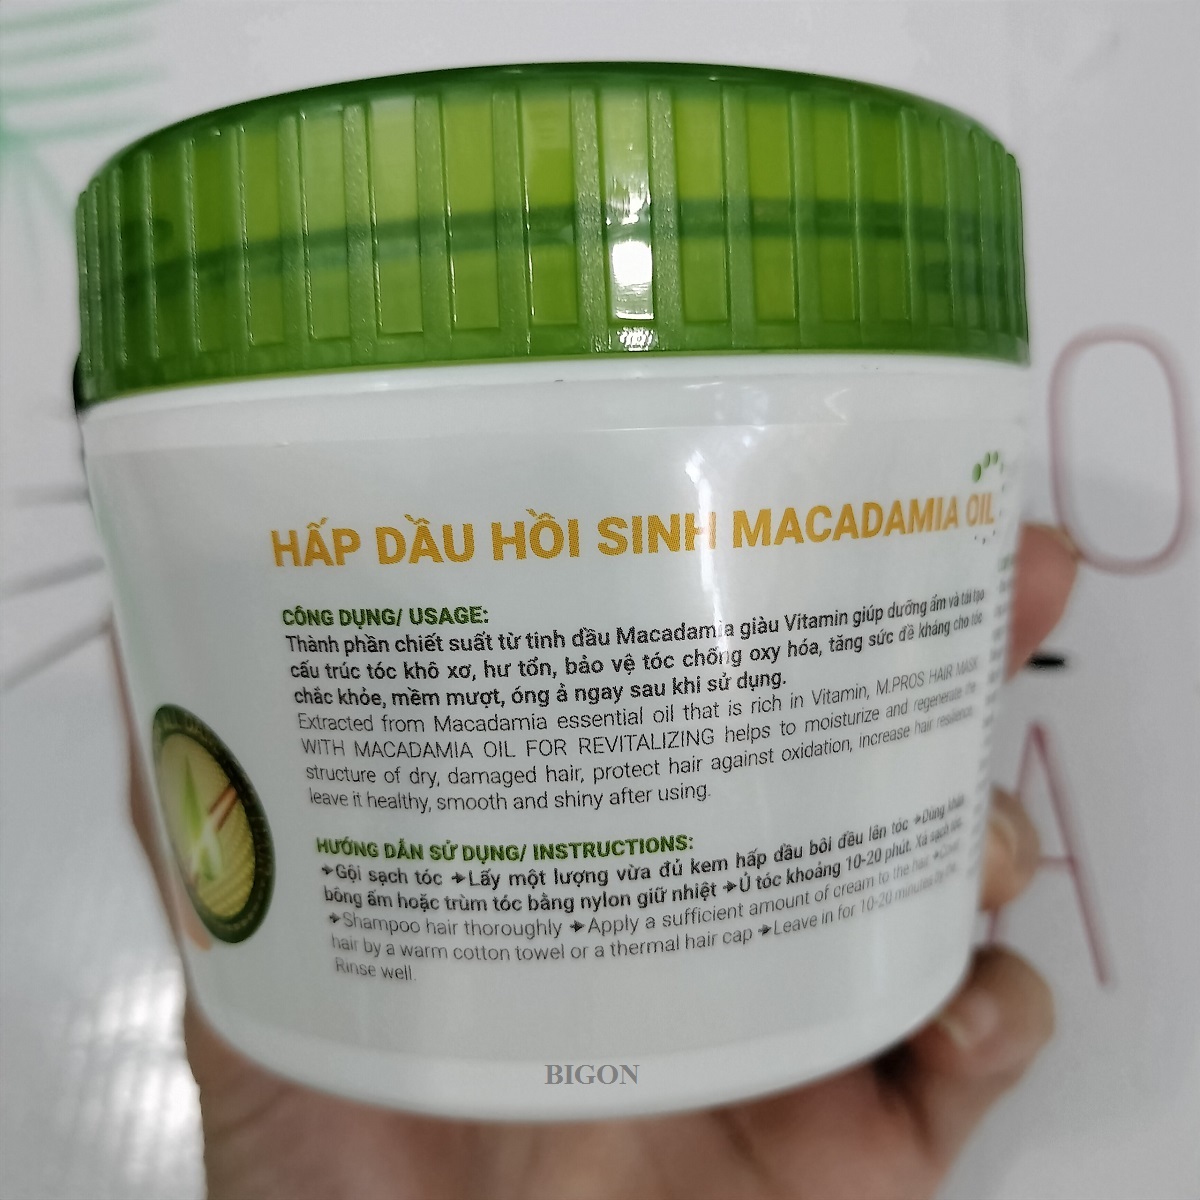 HẤP DẦU HỒI SINH MACADAMIA OIL
CÔNG DỤNG/ USAGE:
Thành phần chiết suất từ tinh dầu Macadamia giàu Vitamin giúp dưỡng ẩm và tái tạo
cấu trúc tóc khô xơ, hư tổn, bảo vệ tóc chống oxy hóa, tăng sức đề kháng cho tóc
chắc khỏe, mềm mượt, óng ả ngay sau khi sử dụng.
Extracted from Macadamia essential oil that is rich in Vitamin, M.PROS HAIR MASK
WITH MACADAMIA OIL FOR REVITALIZING helps to moisturize and regenerate the
structure of dry, damaged hair, protect hair against oxidation, increase hair resilience,
leave it healthy, smooth and shiny after using.
HƯỚNG DẪN SỬ DỤNG/ INSTRUCTIONS:
➔Gội sạch tóc ➔Lấy một lượng vừa đủ kem hấp dầu bôi đều lên tóc ➔Dùng khăn
bông ấm hoặc trùm tóc bằng nylon giữ nhiệt ➔Ủ tóc khoảng 10-20 phút. Xả sạch
➔Shampoo hair thoroughly ➔Apply a sufficient amount of cream to the hair ➔Cover
hair by a warm cotton towel or a thermal hair cap ➔Leave in for 10-20 minutes
Rinse well.
BIGON
O
A